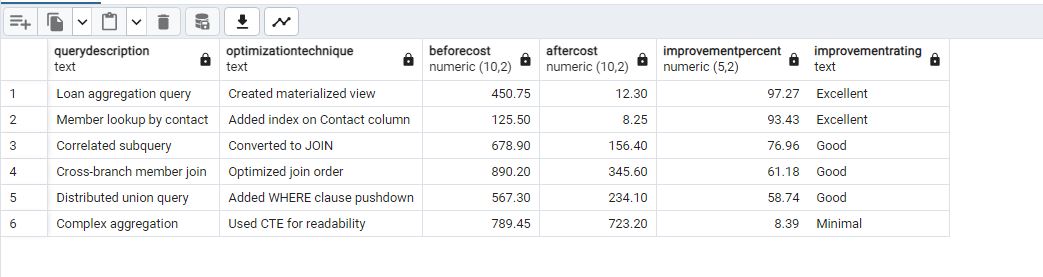 querydescription optimizationtechnique beforecost aftercost improvementpercent improvementrating
text text numeric (10,2) numeric (10,2) numeric (5,2) text
1 Loan aggregation query Created materialized view 450.75 12.30 97.27 Excellent
2 Member lookup by contact Added index on Contact column 125.50 8.25 93.43 Excellent
3 Correlated subquery Converted to JOIN 678.90 156.40 76.96 Good
4 Cross-branch member join Optimized join order 890.20 345.60 61.18 Good
5 Distributed union query Added WHERE clause pushdown 567.30 234.10 58.74 Good
6 Complex aggregation Used CTE for readability 789.45 723.20 8.39 Minimal